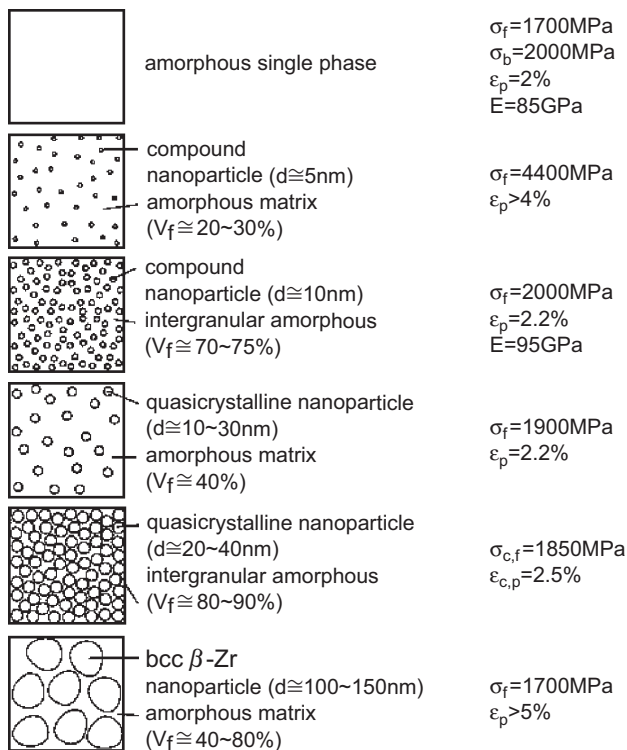 amorphous single phase
σf=1700MPa
σb=2000MPa
εp=2%
E=85GPa
compound
nanoparticle (d≅5nm)
amorphous matrix
(Vf≅20~30%)
σf=4400MPa
εp>4%
compound
nanoparticle (d≅10nm)
intergranular amorphous
(Vf≅70~75%)
σf=2000MPa
εp=2.2%
E=95GPa
quasicrystalline nanoparticle
(d≅10~30nm)
amorphous matrix
(Vf≅40%)
σf=1900MPa
εp=2.2%
quasicrystalline nanoparticle
(d≅20~40nm)
intergranular amorphous
(Vf≅80~90%)
σc,f=1850MPa
εc,p=2.5%
bcc β-Zr
nanoparticle (d≅100~150nm)
amorphous matrix
(Vf≅40~80%)
σf=1700MPa
εp>5%